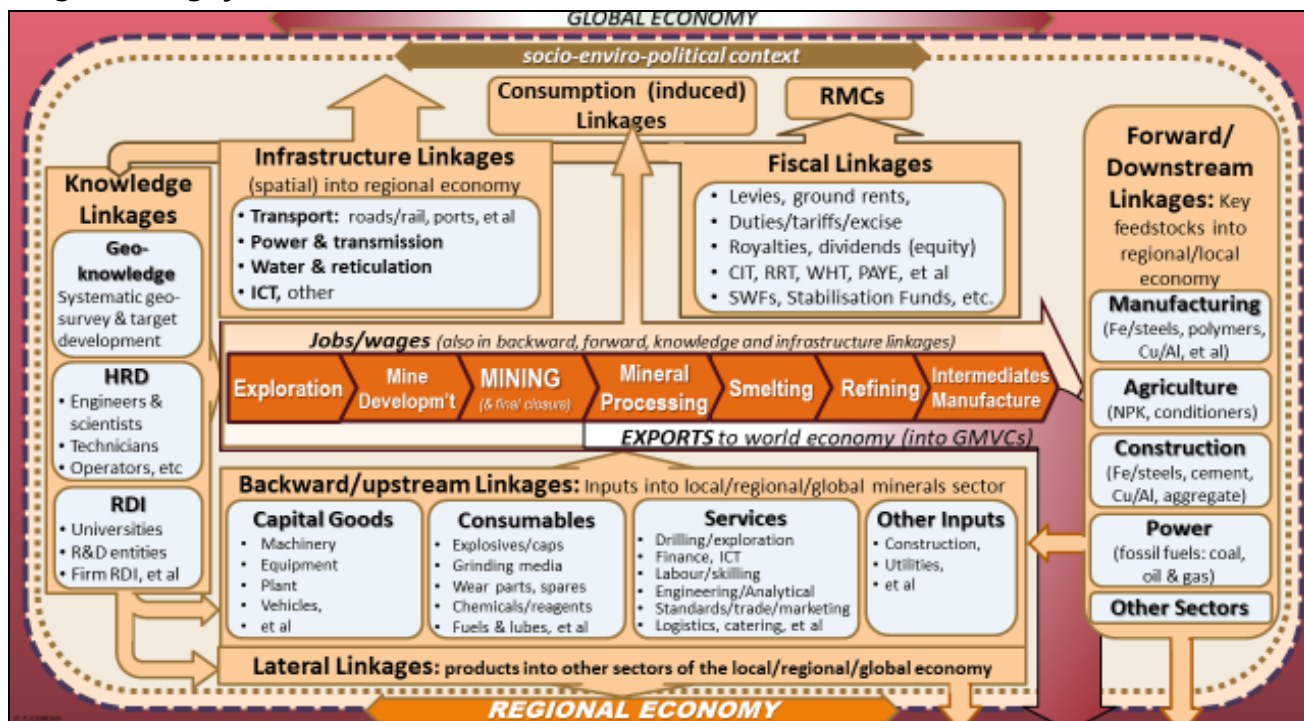 GLOBAL ECONOMY
socio-enviro-political context
Consumption (induced)
Linkages
RMCs
Infrastructure Linkages
(spatial) into regional economy
• Transport: roads/rail, ports, et al
• Power & transmission
• Water & reticulation
• ICT, other
Fiscal Linkages
• Levies, ground rents,
• Duties/tariffs/excise
• Royalties, dividends (equity)
• CIT, RRT, WHT, PAYE, et al
• SWFs, Stabilisation Funds, etc.
Knowledge
Linkages
Geo-
knowledge
Systematic geo-
survey & target
development
HRD
• Engineers &
scientists
• Technicians
• Operators, etc
RDI
• Universities
• R&D entities
• Firm RDI, et al
Jobs/wages (also in backward, forward, knowledge and infrastructure linkages)
Exploration
Mine
Developm't
MINING
(& final closure)
Mineral
Processing
Smelting
Refining
Intermediates
Manufacture
EXPORTS to world economy (into GMVCs)
Backward/upstream Linkages: Inputs into local/regional/global minerals sector
Capital Goods
• Machinery
• Equipment
• Plant
• Vehicles,
• et al
Consumables
• Explosives/caps
• Grinding media
• Wear parts, spares
• Chemicals/reagents
• Fuels & lubes, et al
Services
• Drilling/exploration
• Finance, ICT
• Labour/skilling
• Engineering/Analytical
• Standards/trade/marketing
• Logistics, catering, et al
Other Inputs
• Construction,
• Utilities,
• et al
Lateral Linkages: products into other sectors of the local/regional/global economy
Forward/
Downstream
Linkages: Key
feedstocks into
regional/local
economy
Manufacturing
(Fe/steels, polymers,
Cu/Al, et al)
Agriculture
(NPK, conditioners)
Construction
(Fe/steels, cement,
Cu/Al, aggregate)
Power
(fossil fuels: coal,
oil & gas)
Other Sectors
REGIONAL ECONOMY